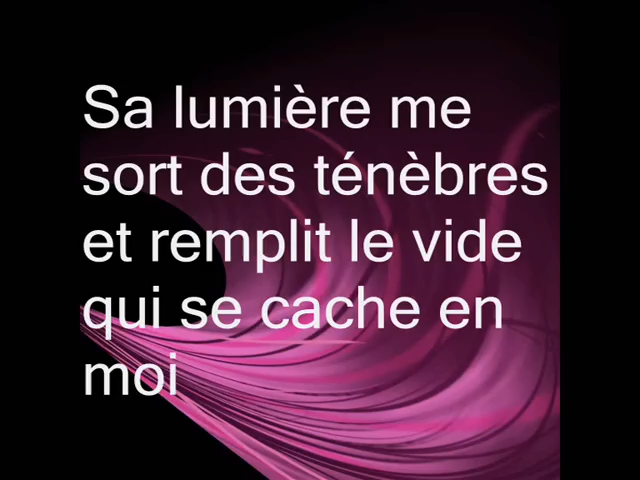 Sa lumière me
sort des ténèbres
et remplit le vide
qui se cache en
moi